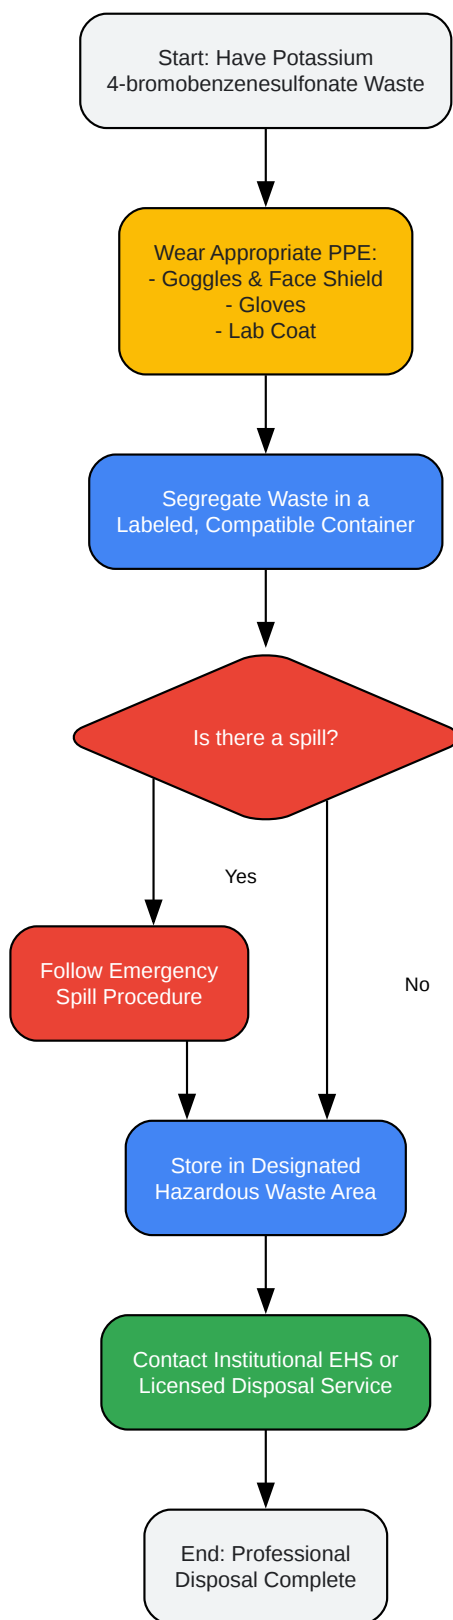 Start: Have Potassium
4-bromobenzenesulfonate Waste
Wear Appropriate PPE:
- Goggles & Face Shield
- Gloves
- Lab Coat
Segregate Waste in a
Labeled, Compatible Container
Is there a spill?
Yes
Follow Emergency
Spill Procedure
No
Store in Designated
Hazardous Waste Area
Contact Institutional EHS or
Licensed Disposal Service
End: Professional
Disposal Complete